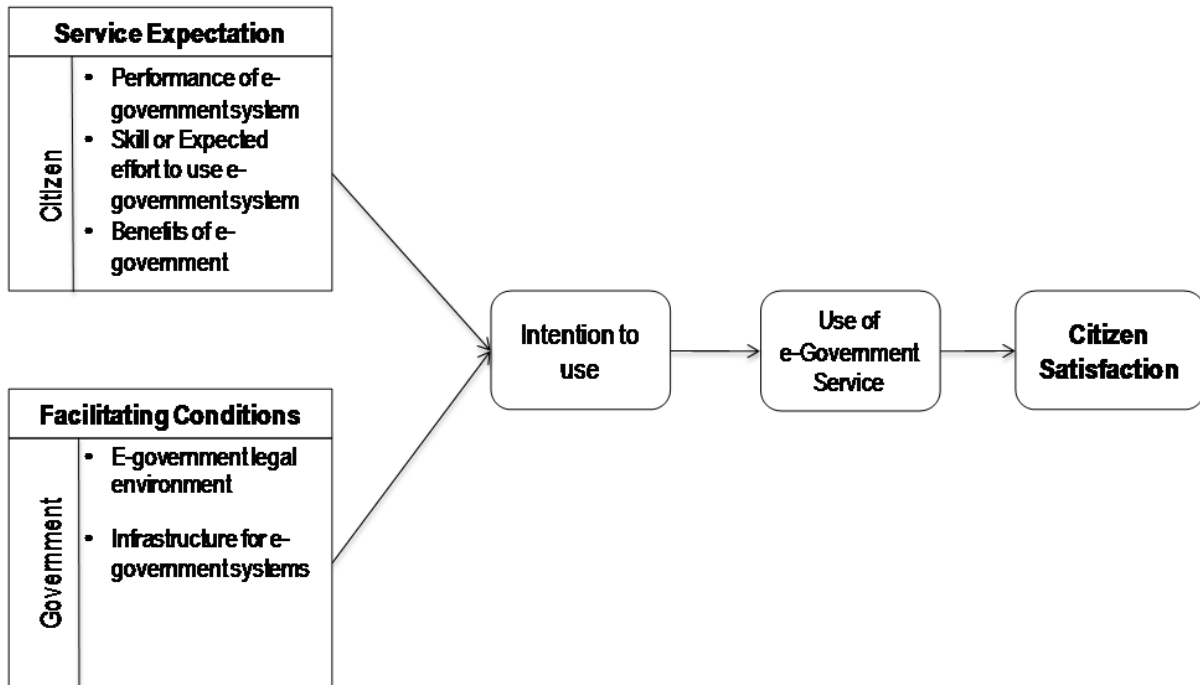 Service Expectation
Citizen
• Performance of e-
government system
• Skill or Expected
effort to use e-
government system
• Benefits of e-
government
Facilitating Conditions
Government
• E-government legal
environment
• Infrastructure for e-
government systems
Intention to
use
Use of
e-Government
Service
Citizen
Satisfaction